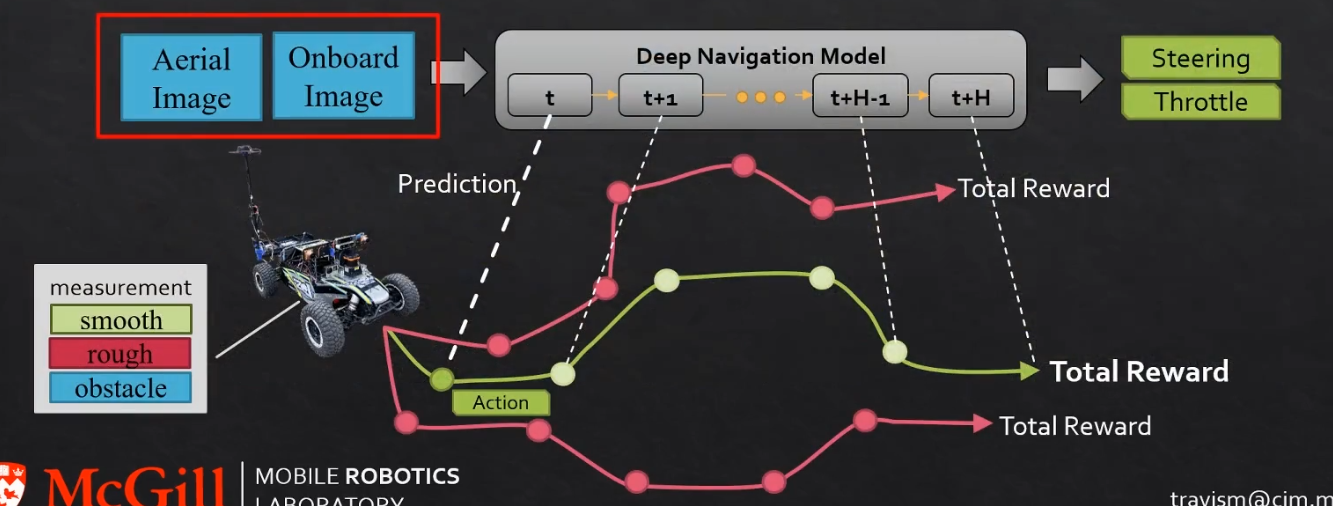 Aerial
Image
Onboard
Image
Deep Navigation Model
t
t+1
t+H-1
t+H
Steering
Throttle
Prediction
Total Reward
measurement
smooth
rough
obstacle
Total Reward
Action
Total Reward
McGill
MOBILE ROBOTICS
LABORATORY
travism@cim.m